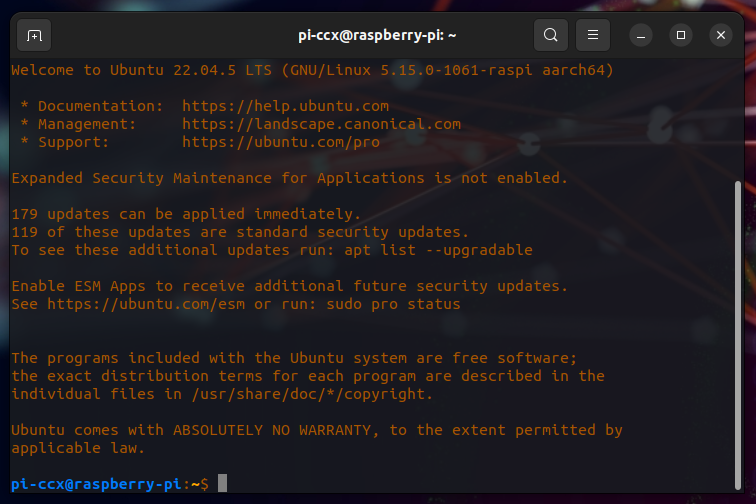 pi-ccx@raspberry-pi: ~
Welcome to Ubuntu 22.04.5 LTS (GNU/Linux 5.15.0-1061-raspi aarch64)
* Documentation:  https://help.ubuntu.com
* Management:     https://landscape.canonical.com
* Support:        https://ubuntu.com/pro
Expanded Security Maintenance for Applications is not enabled.
179 updates can be applied immediately.
119 of these updates are standard security updates.
To see these additional updates run: apt list --upgradable
Enable ESM Apps to receive additional future security updates.
See https://ubuntu.com/esm or run: sudo pro status
The programs included with the Ubuntu system are free software;
the exact distribution terms for each program are described in the
individual files in /usr/share/doc/*/copyright.
Ubuntu comes with ABSOLUTELY NO WARRANTY, to the extent permitted by
applicable law.
pi-ccx@raspberry-pi:~$